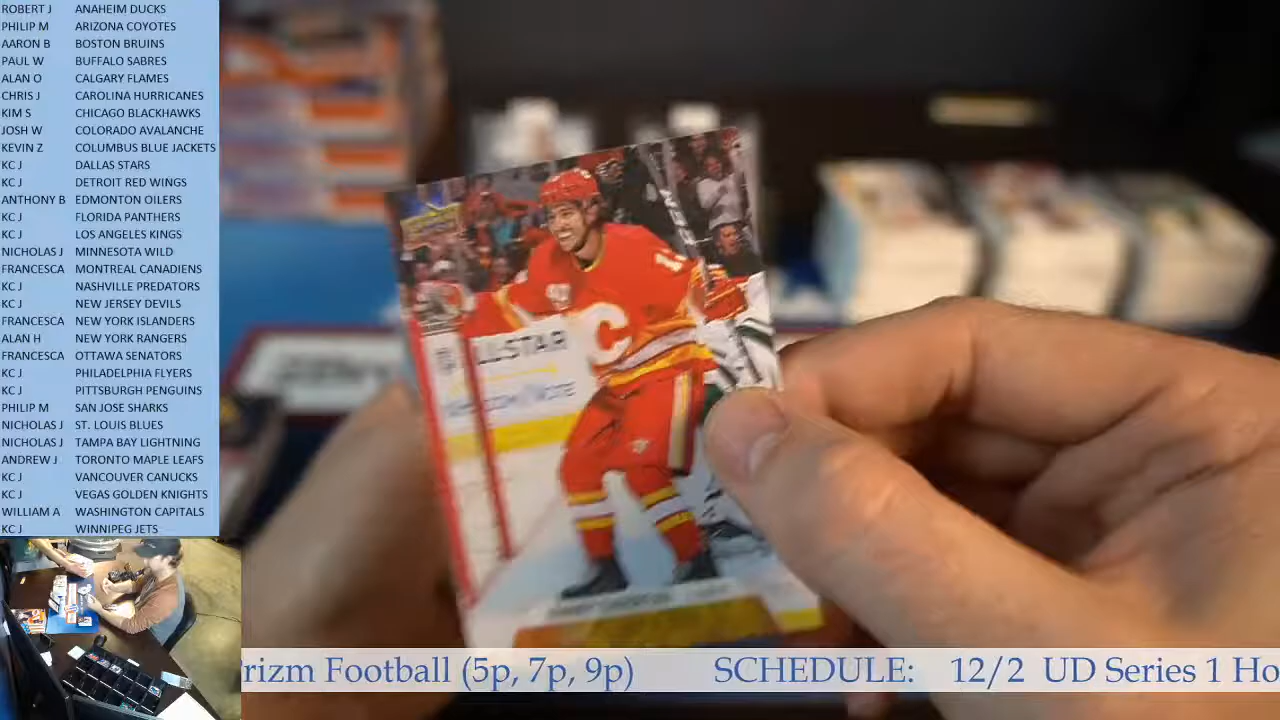 ROBERT J ANAHEIM DUCKS
PHILIP M ARIZONA COYOTES
AARON B BOSTON BRUINS
PAUL W BUFFALO SABRES
ALAN O CALGARY FLAMES
CHRIS J CAROLINA HURRICANES
KIM S CHICAGO BLACKHAWKS
JOSH W COLORADO AVALANCHE
KEVIN Z COLUMBUS BLUE JACKETS
KC J DALLAS STARS
KC J DETROIT RED WINGS
ANTHONY B EDMONTON OILERS
KC J FLORIDA PANTHERS
KC J LOS ANGELES KINGS
NICHOLAS J MINNESOTA WILD
FRANCESCA MONTREAL CANADIENS
KC J NASHVILLE PREDATORS
KC J NEW JERSEY DEVILS
FRANCESCA NEW YORK ISLANDERS
ALAN H NEW YORK RANGERS
FRANCESCA OTTAWA SENATORS
KC J PHILADELPHIA FLYERS
KC J PITTSBURGH PENGUINS
PHILIP M SAN JOSE SHARKS
NICHOLAS J ST. LOUIS BLUES
NICHOLAS J TAMPA BAY LIGHTNING
ANDREW J TORONTO MAPLE LEAFS
KC J VANCOUVER CANUCKS
KC J VEGAS GOLDEN KNIGHTS
WILLIAM A WASHINGTON CAPITALS
KC J WINNIPEG JETS
C
LLSTAR
rizm Football (5p, 7p, 9p) SCHEDULE: 12/2 UD Series 1 Ho